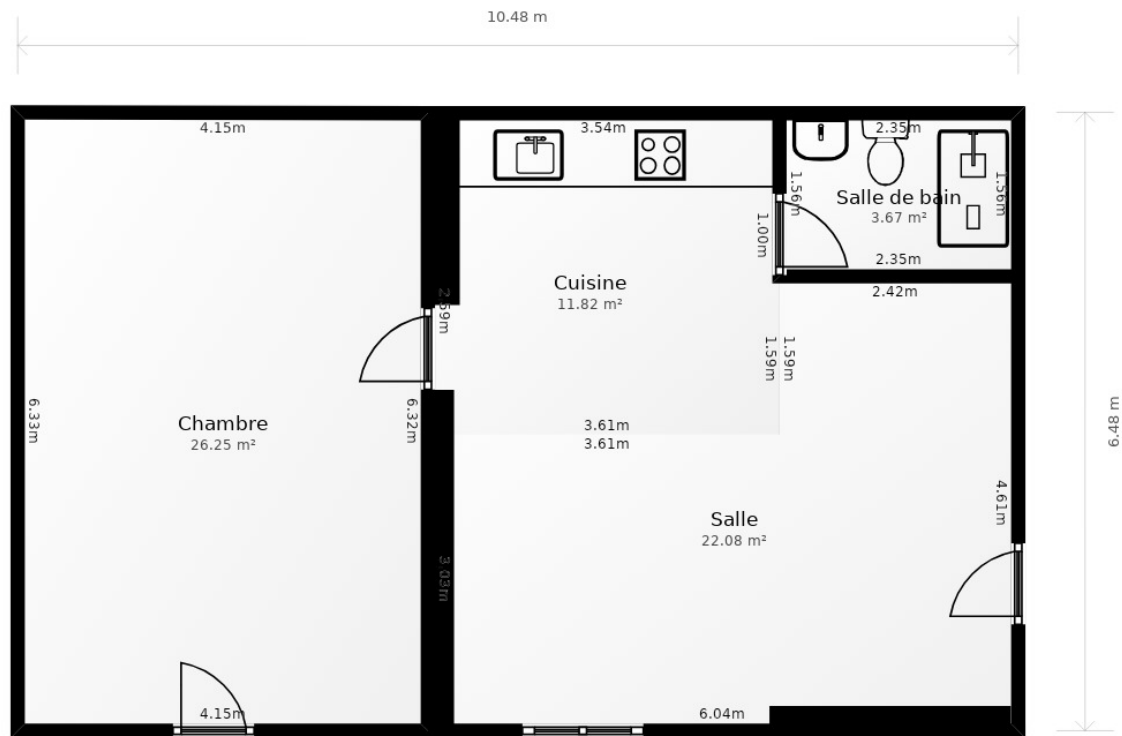 10.48 m
4.15m
3.54m
2.35m
1.56m
1.56m
Salle de bain
3.67 m²
1.00m
2.35m
Cuisine
11.82 m²
2.42m
2.59m
1.59m
1.59m
6.33m
Chambre
26.25 m²
6.32m
3.61m
3.61m
6.48 m
4.61m
Salle
22.08 m²
3.03m
4.15m
6.04m